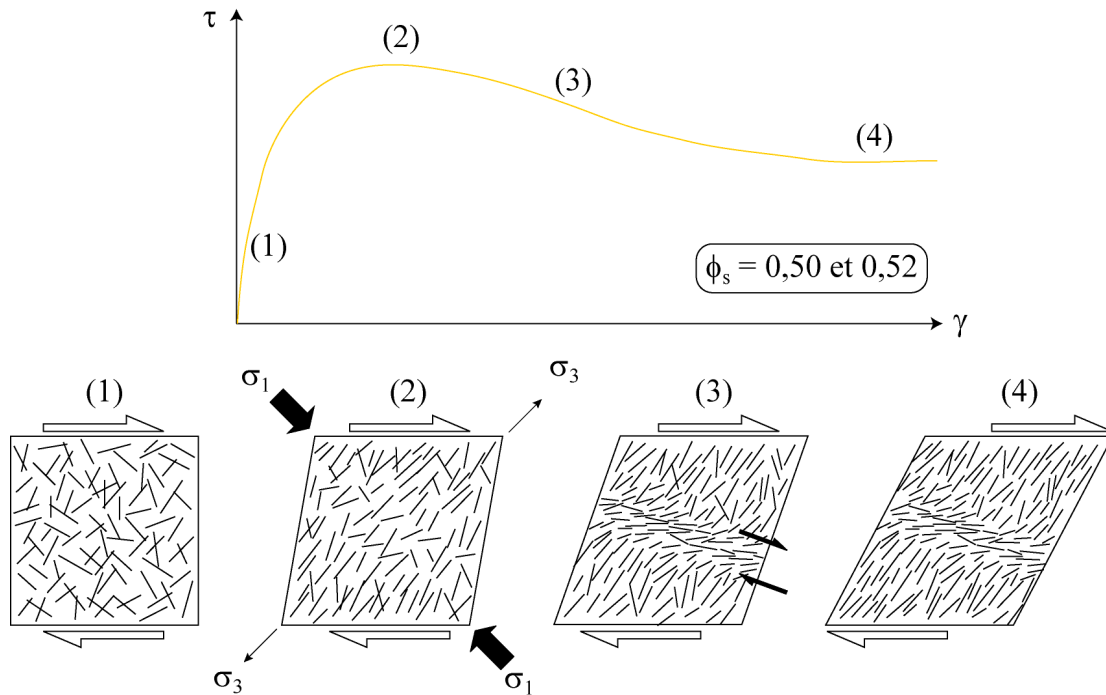 τ
(2)
(3)
(4)
(1)
ϕs = 0,50 et 0,52
γ
σ1
σ3
(1)
(2)
(3)
(4)
σ3
σ1